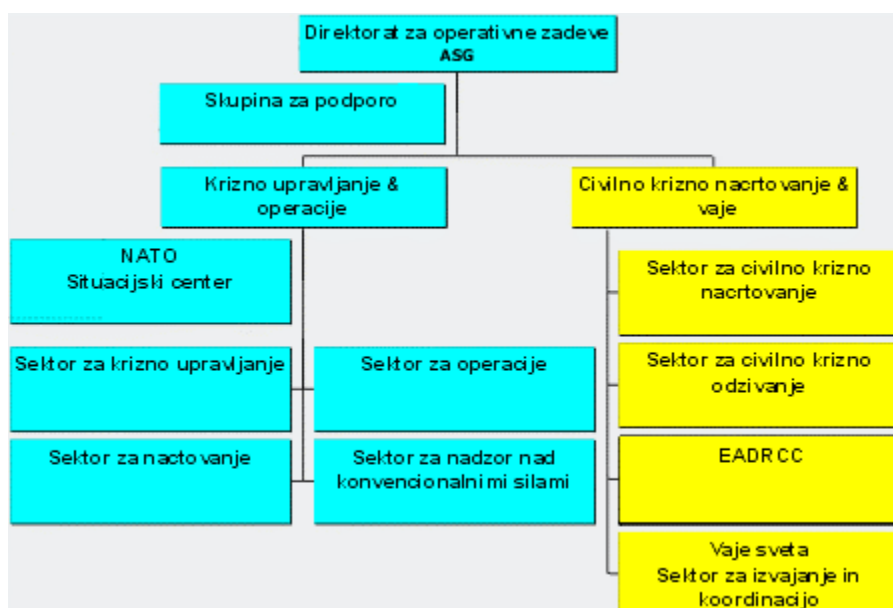 Direktorat za operativne zadeve
ASG
Skupina za podporo
Krizno upravljanje &
operacije
Civilno krizno nacrtovanje &
vaje
NATO
Situacijski center
Sektor za civilno krizno
nacrtovanje
Sektor za krizno upravljanje
Sektor za operacije
Sektor za civilno krizno
odzivanje
Sektor za nactovanje
Sektor za nadzor nad
konvencionalnimi silami
EADRCC
Vaje sveta
Sektor za izvajanje in
koordinacijo